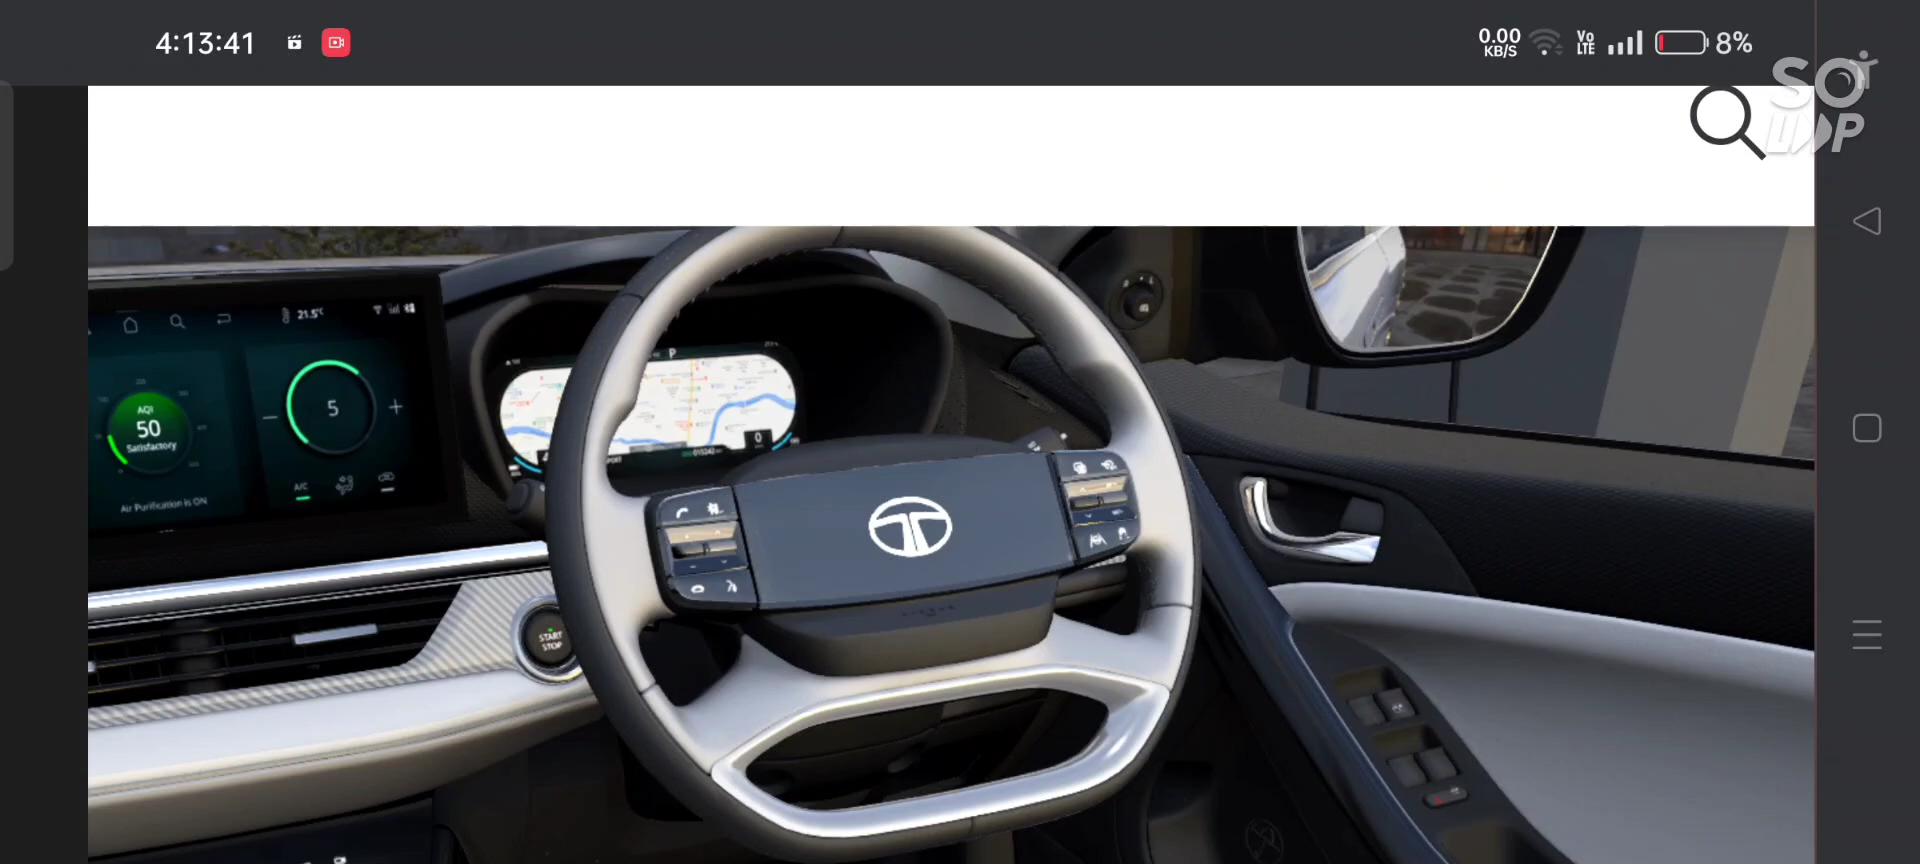 4:13:41
0.00
KB/S
Vo
LTE
8%
SO
UP
21.5°C
AQI
50
Satisfactory
Air Purification is ON
5
A/C
P
0
START
STOP